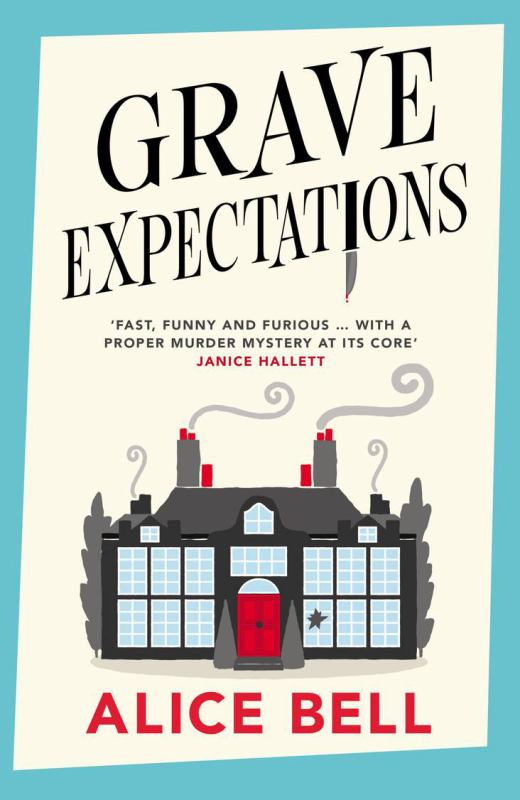 GRAVE
EXPECTATIONS
‘FAST, FUNNY AND FURIOUS ... WITH A
PROPER MURDER MYSTERY AT ITS CORE’
JANICE HALLETT
ALICE BELL